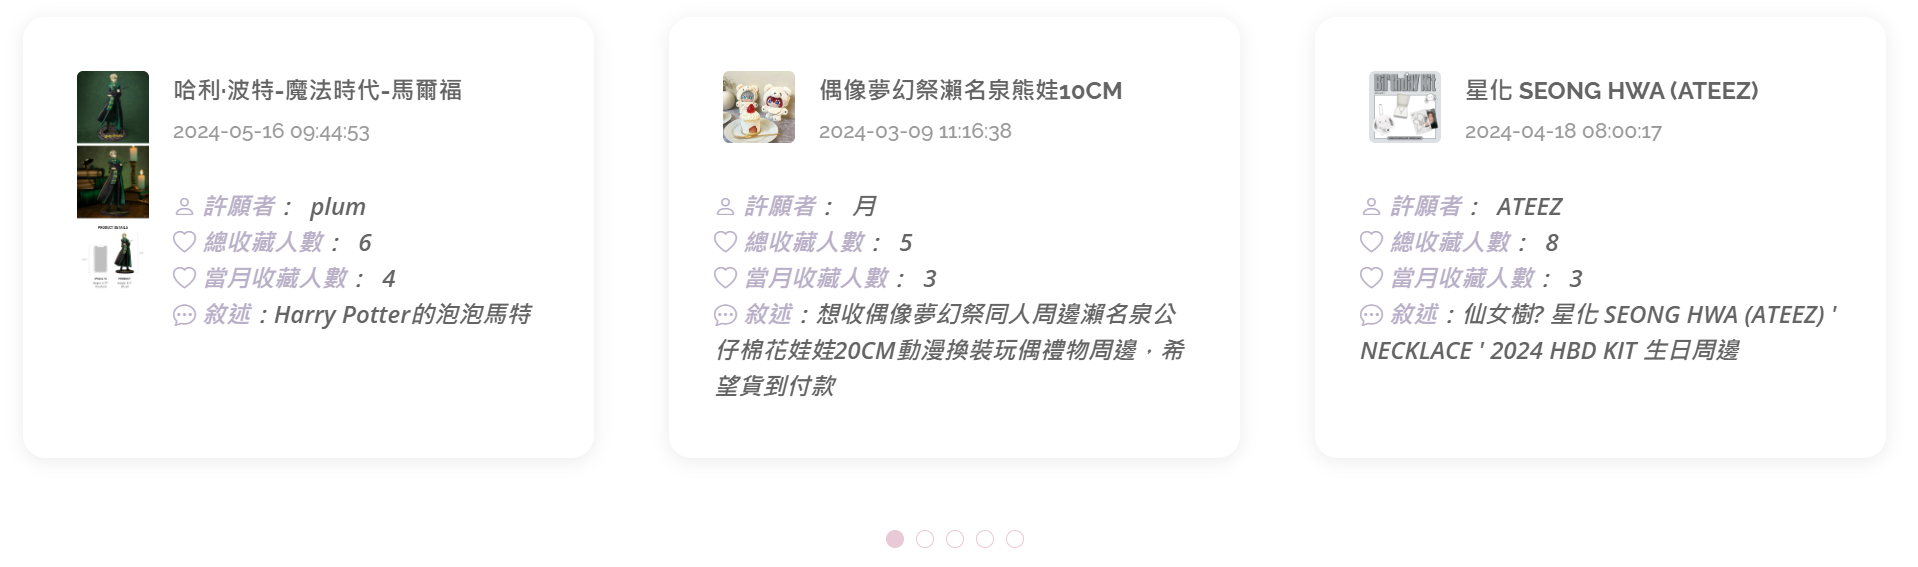 哈利·波特-魔法時代-馬爾福
2024-05-16 09:44:53
許願者： plum
總收藏人數： 6
當月收藏人數： 4
敘述：Harry Potter的泡泡馬特
PRODUCT DETAILS
偶像夢幻祭瀨名泉熊娃10CM
2024-03-09 11:16:38
許願者： 月
總收藏人數： 5
當月收藏人數： 3
敘述：想收偶像夢幻祭同人周邊瀨名泉公
仔棉花娃娃20CM動漫換裝玩偶禮物周邊，希
望貨到付款
Birthday Kit
星化 SEONG HWA (ATEEZ)
2024-04-18 08:00:17
許願者： ATEEZ
總收藏人數： 8
當月收藏人數： 3
敘述：仙女樹? 星化 SEONG HWA (ATEEZ) '
NECKLACE ' 2024 HBD KIT 生日周邊